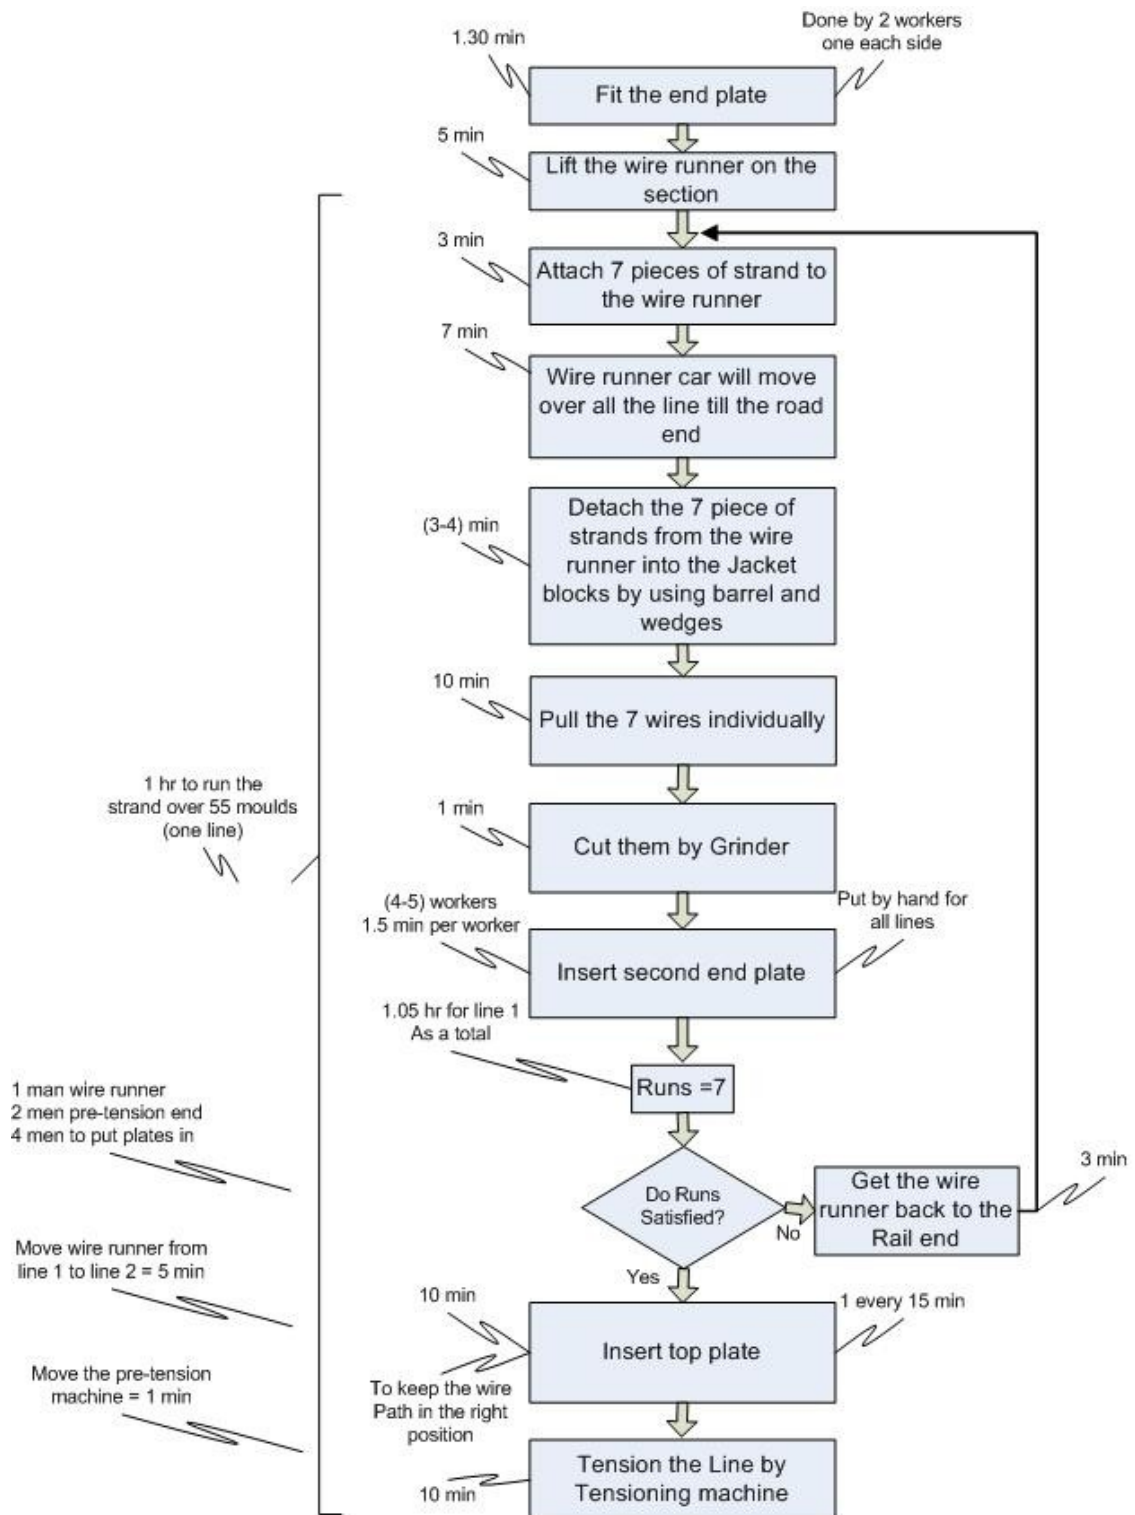 1.30 min
Done by 2 workers
one each side
Fit the end plate
5 min
Lift the wire runner on the
section
3 min
Attach 7 pieces of strand to
the wire runner
7 min
Wire runner car will move
over all the line till the road
end
(3-4) min
Detach the 7 piece of
strands from the wire
runner into the Jacket
blocks by using barrel and
wedges
10 min
Pull the 7 wires individually
1 hr to run the
strand over 55 moulds
(one line)
1 min
Cut them by Grinder
(4-5) workers
1.5 min per worker
Put by hand for
all lines
Insert second end plate
1.05 hr for line 1
As a total
Runs =7
1 man wire runner
2 men pre-tension end
4 men to put plates in
Do Runs
Satisfied?
No
Get the wire
runner back to the
Rail end
3 min
Move wire runner from
line 1 to line 2 = 5 min
Yes
10 min
1 every 15 min
Insert top plate
Move the pre-tension
machine = 1 min
To keep the wire
Path in the right
position
Tension the Line by
Tensioning machine
10 min